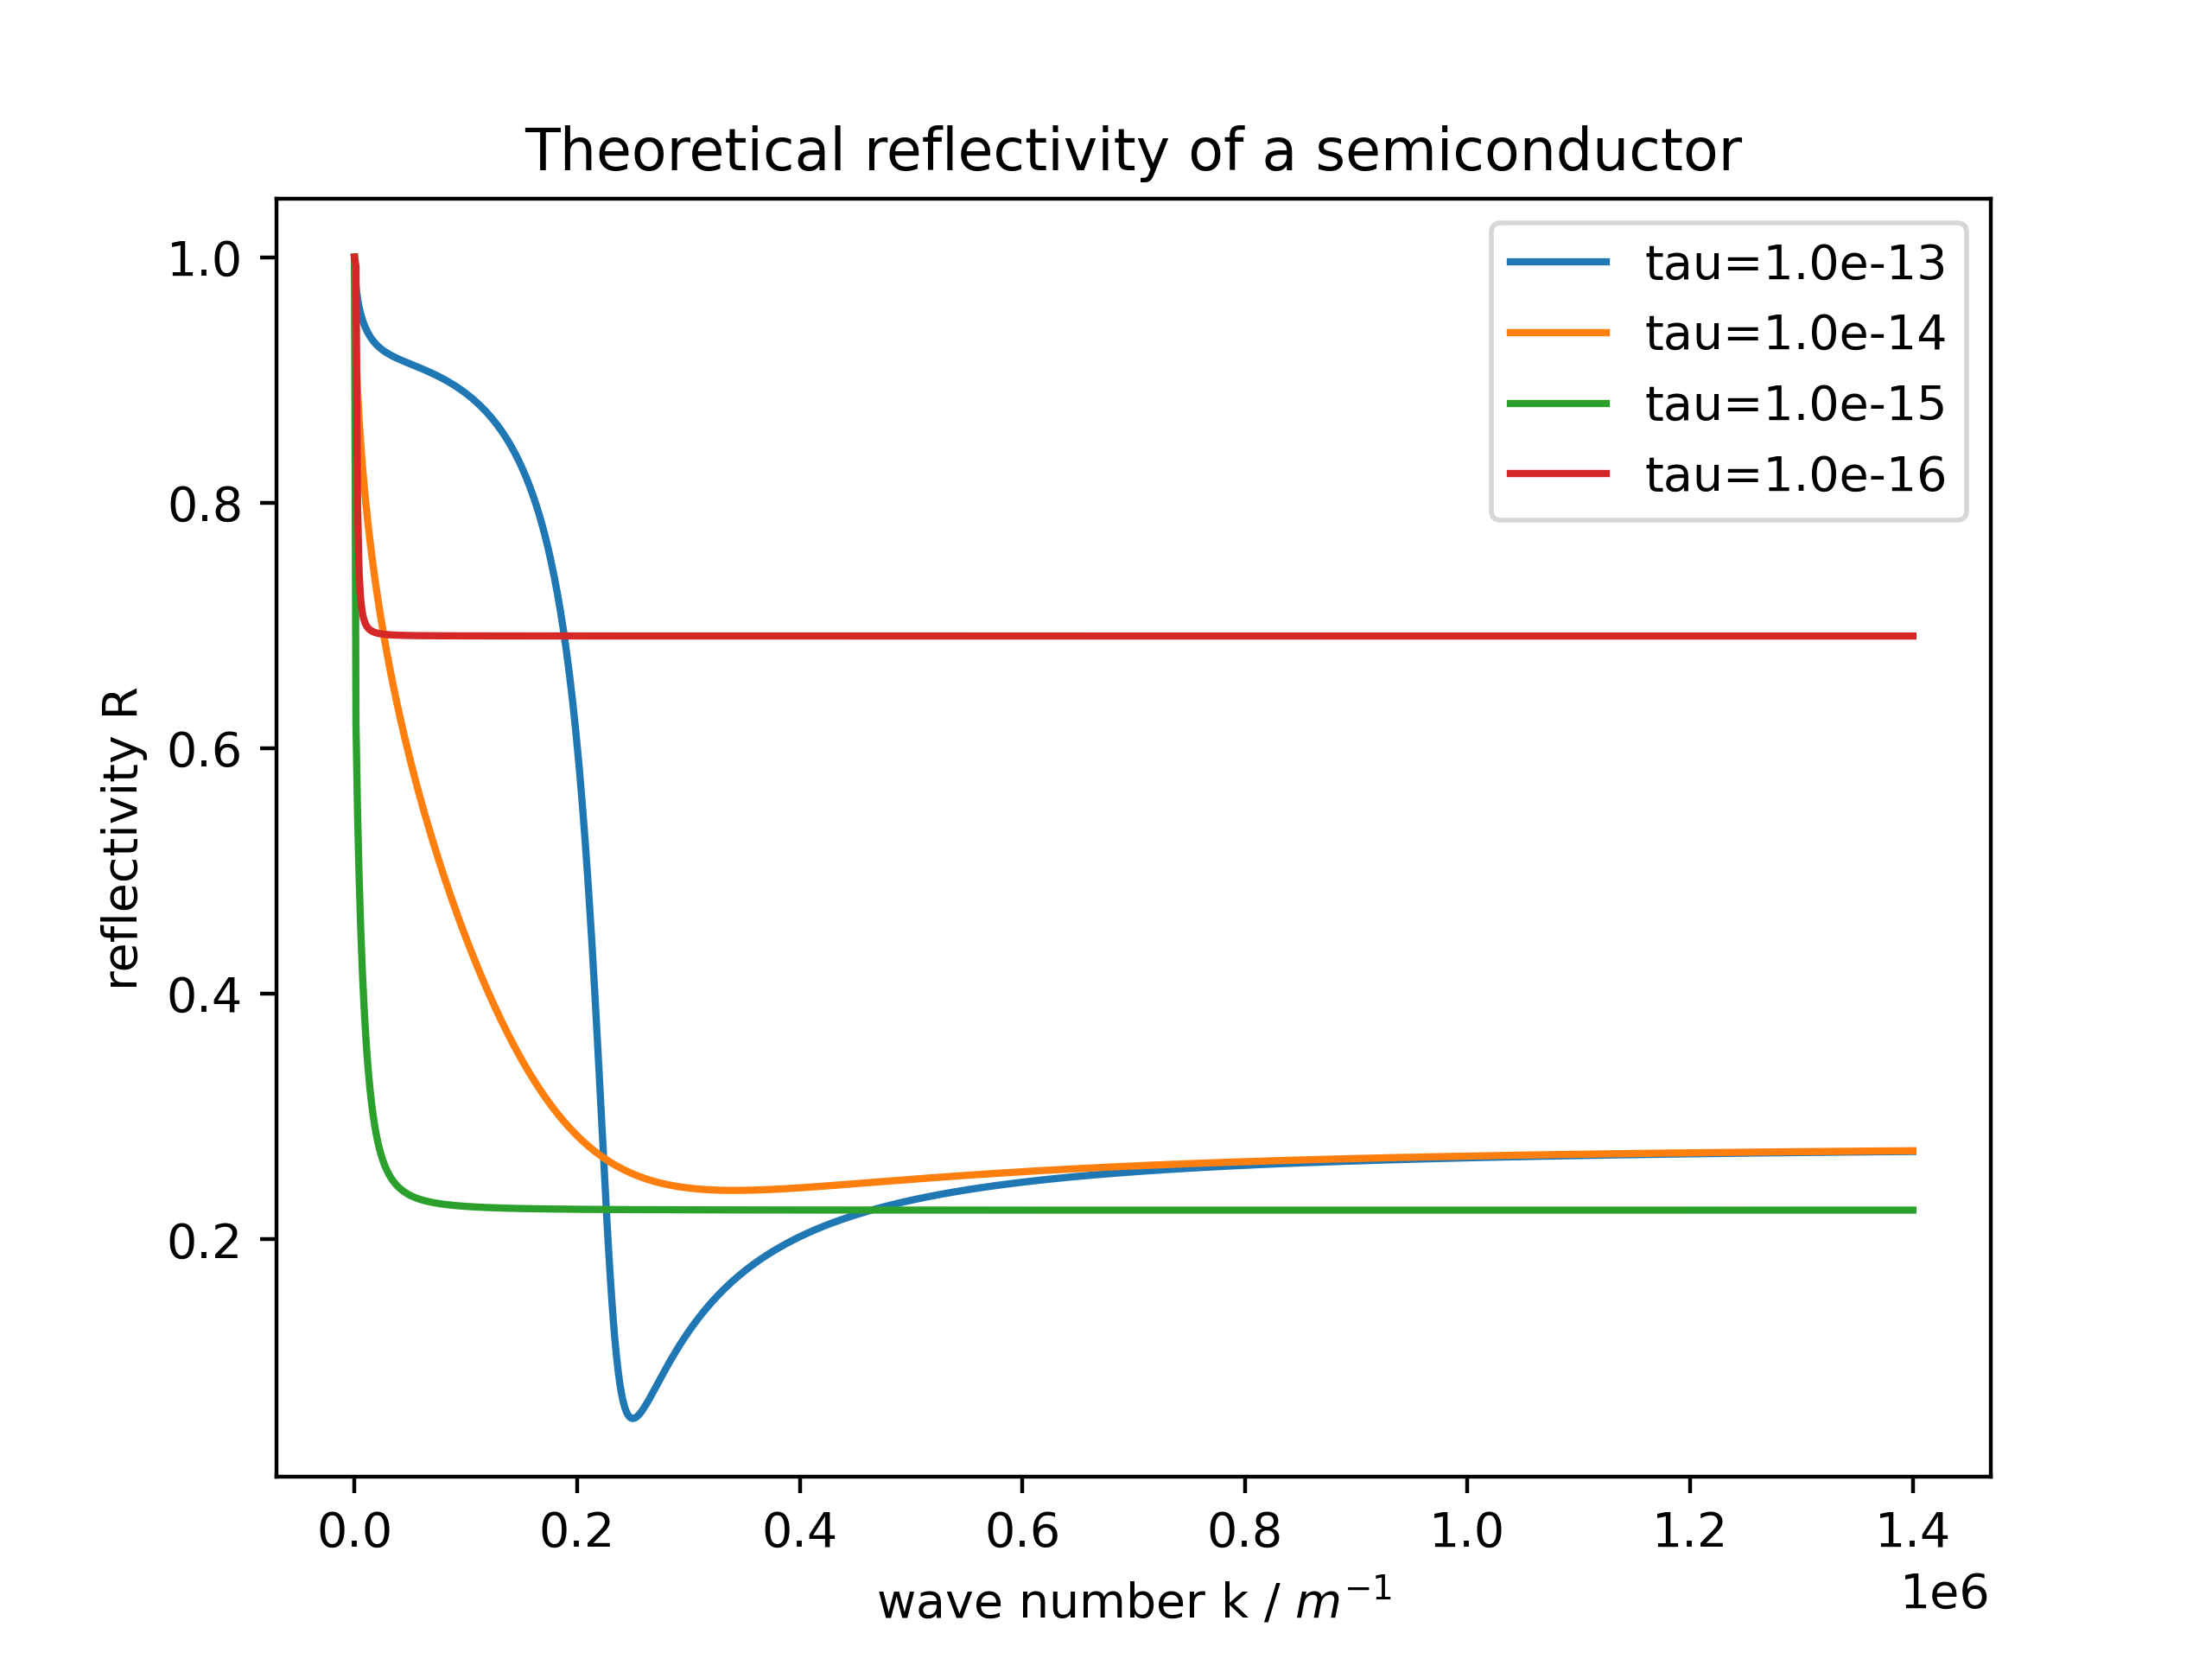 Theoretical reflectivity of a semiconductor
tau=1.0e-13
tau=1.0e-14
tau=1.0e-15
tau=1.0e-16
reflectivity R
1.0
0.8
0.6
0.4
0.2
0.0 0.2 0.4 0.6 0.8 1.0 1.2 1.4
1e6
wave number k / m⁻¹